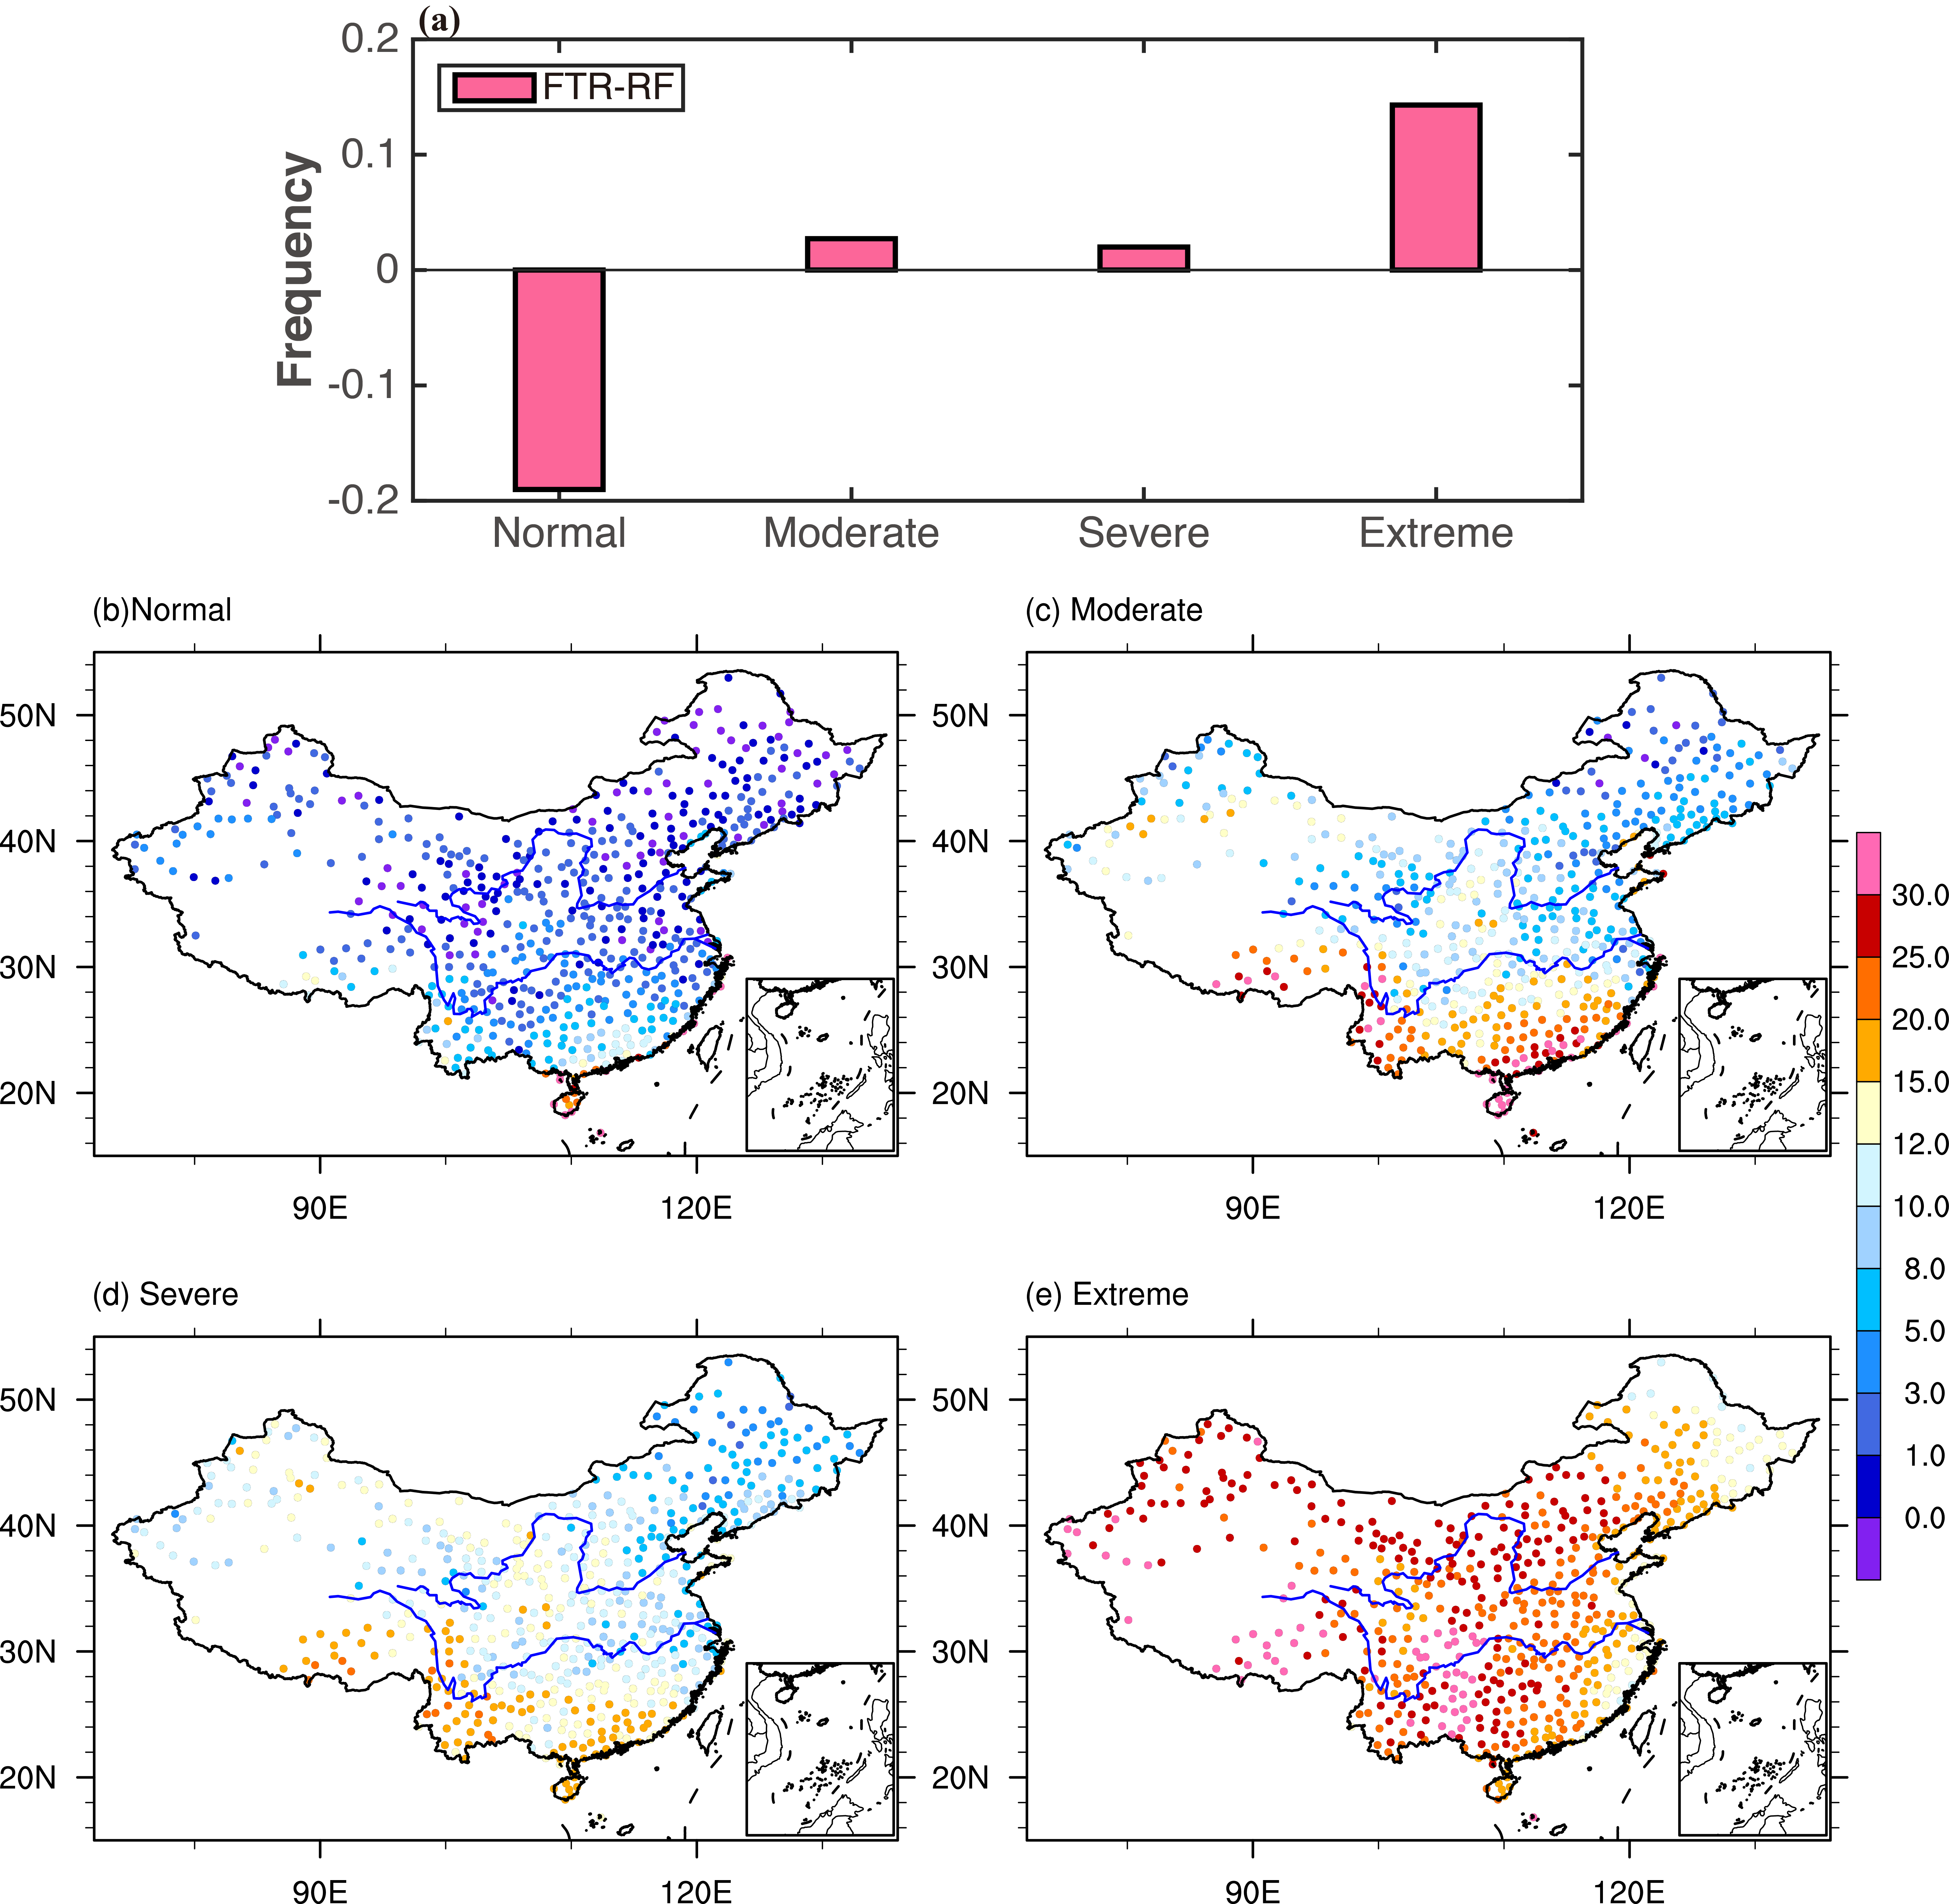 (a)
0.2
FTR-RF
0.1
0
-0.1
-0.2
Frequency
Normal Moderate Severe Extreme
(b)Normal
(c) Moderate
50N
40N
30N
20N
90E 120E
50N
40N
30N
20N
90E 120E
30.0
25.0
20.0
15.0
12.0
10.0
8.0
5.0
3.0
1.0
0.0
(d) Severe
(e) Extreme
50N
40N
30N
20N
90E 120E
50N
40N
30N
20N
90E 120E